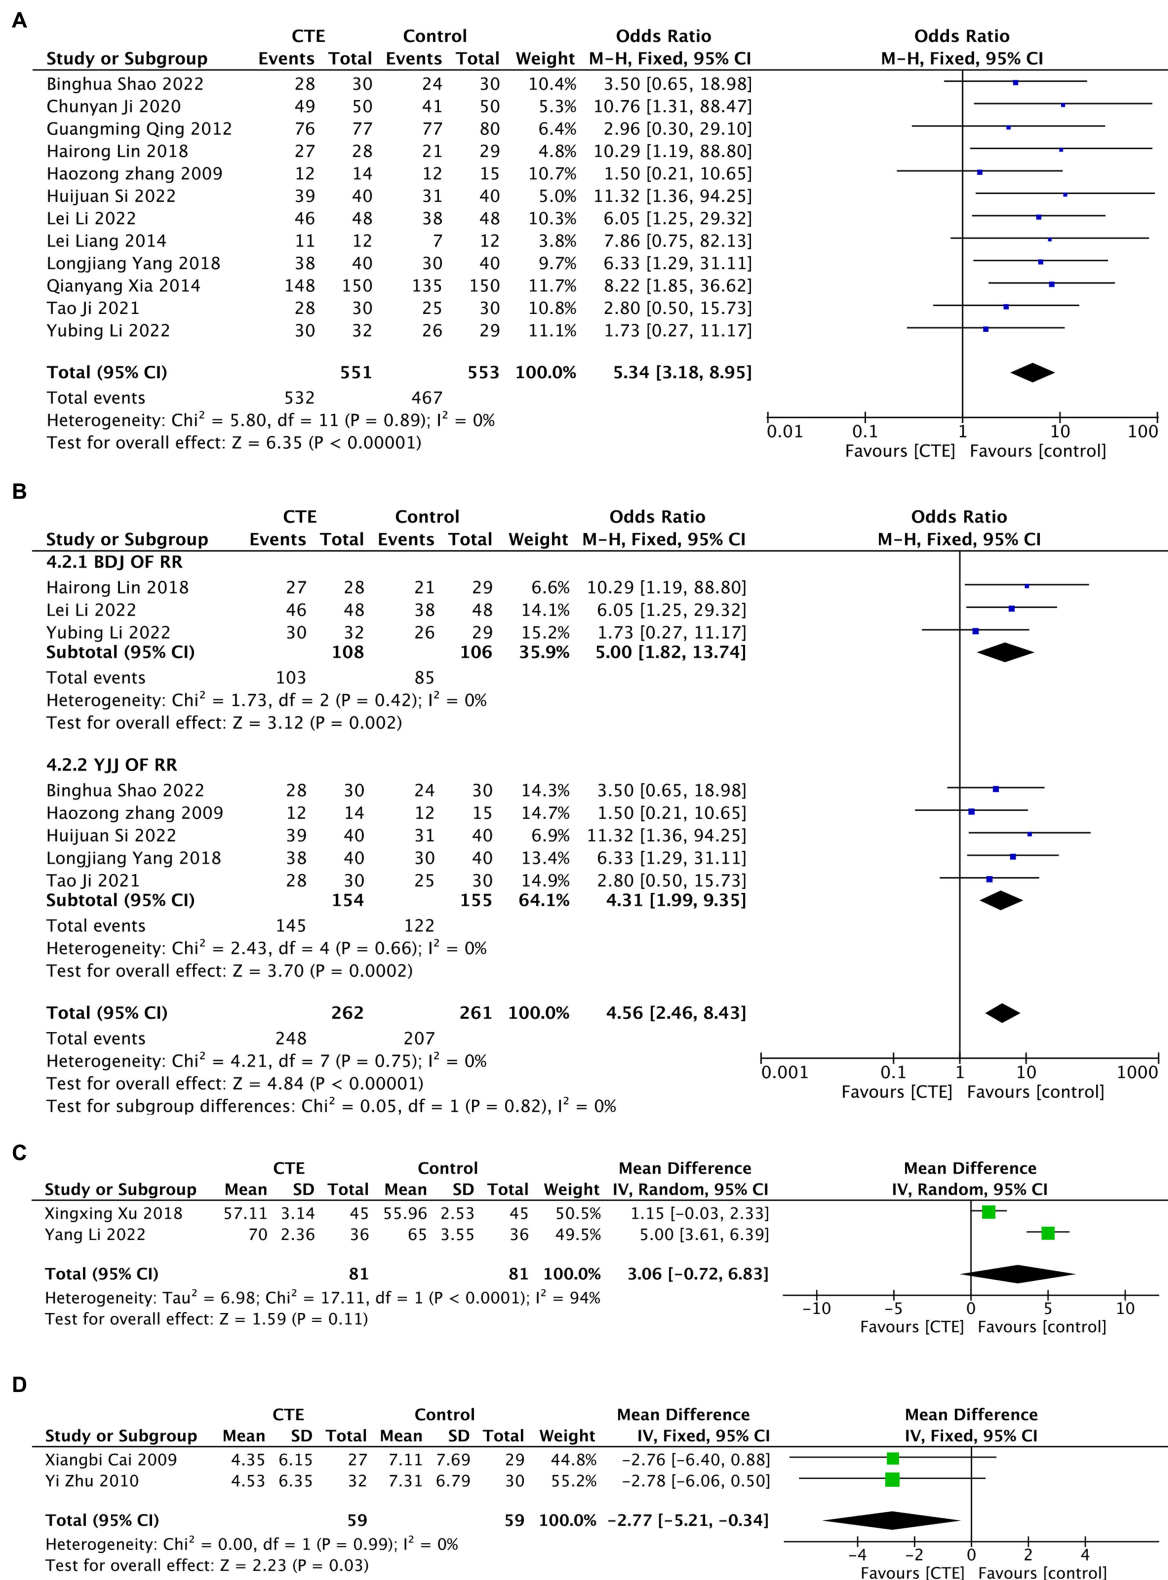 A
CTE Control Odds Ratio Odds Ratio
Study or Subgroup Events Total Events Total Weight M-H, Fixed, 95% CI M-H, Fixed, 95% CI
Binghua Shao 2022 28 30 24 30 10.4% 3.50 [0.65, 18.98]
Chunyan Ji 2020 49 50 41 50 5.3% 10.76 [1.31, 88.47]
Guangming Qing 2012 76 77 77 80 6.4% 2.96 [0.30, 29.10]
Hairong Lin 2018 27 28 21 29 4.8% 10.29 [1.19, 88.80]
Haozong zhang 2009 12 14 12 15 10.7% 1.50 [0.21, 10.65]
Huijuan Si 2022 39 40 31 40 5.0% 11.32 [1.36, 94.25]
Lei Li 2022 46 48 38 48 10.3% 6.05 [1.25, 29.32]
Lei Liang 2014 11 12 7 12 3.8% 7.86 [0.75, 82.13]
Longjiang Yang 2018 38 40 30 40 9.7% 6.33 [1.29, 31.11]
Qianyang Xia 2014 148 150 135 150 11.7% 8.22 [1.85, 36.62]
Tao Ji 2021 28 30 25 30 10.8% 2.80 [0.50, 15.73]
Yubing Li 2022 30 32 26 29 11.1% 1.73 [0.27, 11.17]
Total (95% CI) 551 553 100.0% 5.34 [3.18, 8.95]
Total events 532 467
Heterogeneity: Chi² = 5.80, df = 11 (P = 0.89); I² = 0%
Test for overall effect: Z = 6.35 (P < 0.00001)
0.01 0.1 1 10 100
Favours [CTE] Favours [control]
B
CTE Control Odds Ratio Odds Ratio
Study or Subgroup Events Total Events Total Weight M-H, Fixed, 95% CI M-H, Fixed, 95% CI
4.2.1 BDJ OF RR
Hairong Lin 2018 27 28 21 29 6.6% 10.29 [1.19, 88.80]
Lei Li 2022 46 48 38 48 14.1% 6.05 [1.25, 29.32]
Yubing Li 2022 30 32 26 29 15.2% 1.73 [0.27, 11.17]
Subtotal (95% CI) 108 106 35.9% 5.00 [1.82, 13.74]
Total events 103 85
Heterogeneity: Chi² = 1.73, df = 2 (P = 0.42); I² = 0%
Test for overall effect: Z = 3.12 (P = 0.002)
4.2.2 YJJ OF RR
Binghua Shao 2022 28 30 24 30 14.3% 3.50 [0.65, 18.98]
Haozong zhang 2009 12 14 12 15 14.7% 1.50 [0.21, 10.65]
Huijuan Si 2022 39 40 31 40 6.9% 11.32 [1.36, 94.25]
Longjiang Yang 2018 38 40 30 40 13.4% 6.33 [1.29, 31.11]
Tao Ji 2021 28 30 25 30 14.9% 2.80 [0.50, 15.73]
Subtotal (95% CI) 154 155 64.1% 4.31 [1.99, 9.35]
Total events 145 122
Heterogeneity: Chi² = 2.43, df = 4 (P = 0.66); I² = 0%
Test for overall effect: Z = 3.70 (P = 0.0002)
Total (95% CI) 262 261 100.0% 4.56 [2.46, 8.43]
Total events 248 207
Heterogeneity: Chi² = 4.21, df = 7 (P = 0.75); I² = 0%
Test for overall effect: Z = 4.84 (P < 0.00001)
Test for subgroup differences: Chi² = 0.05, df = 1 (P = 0.82), I² = 0%
0.001 0.1 1 10 1000
Favours [CTE] Favours [control]
C
CTE Control Mean Difference Mean Difference
Study or Subgroup Mean SD Total Mean SD Total Weight IV, Random, 95% CI IV, Random, 95% CI
Xingxing Xu 2018 57.11 3.14 45 55.96 2.53 45 50.5% 1.15 [−0.03, 2.33]
Yang Li 2022 70 2.36 36 65 3.55 36 49.5% 5.00 [3.61, 6.39]
Total (95% CI) 81 81 100.0% 3.06 [−0.72, 6.83]
Heterogeneity: Tau² = 6.98; Chi² = 17.11, df = 1 (P < 0.0001); I² = 94%
Test for overall effect: Z = 1.59 (P = 0.11)
−10 −5 0 5 10
Favours [CTE] Favours [control]
D
CTE Control Mean Difference Mean Difference
Study or Subgroup Mean SD Total Mean SD Total Weight IV, Fixed, 95% CI IV, Fixed, 95% CI
Xiangbi Cai 2009 4.35 6.15 27 7.11 7.69 29 44.8% −2.76 [−6.40, 0.88]
Yi Zhu 2010 4.53 6.35 32 7.31 6.79 30 55.2% −2.78 [−6.06, 0.50]
Total (95% CI) 59 59 100.0% −2.77 [−5.21, −0.34]
Heterogeneity: Chi² = 0.00, df = 1 (P = 0.99); I² = 0%
Test for overall effect: Z = 2.23 (P = 0.03)
−4 −2 0 2 4
Favours [CTE] Favours [control]